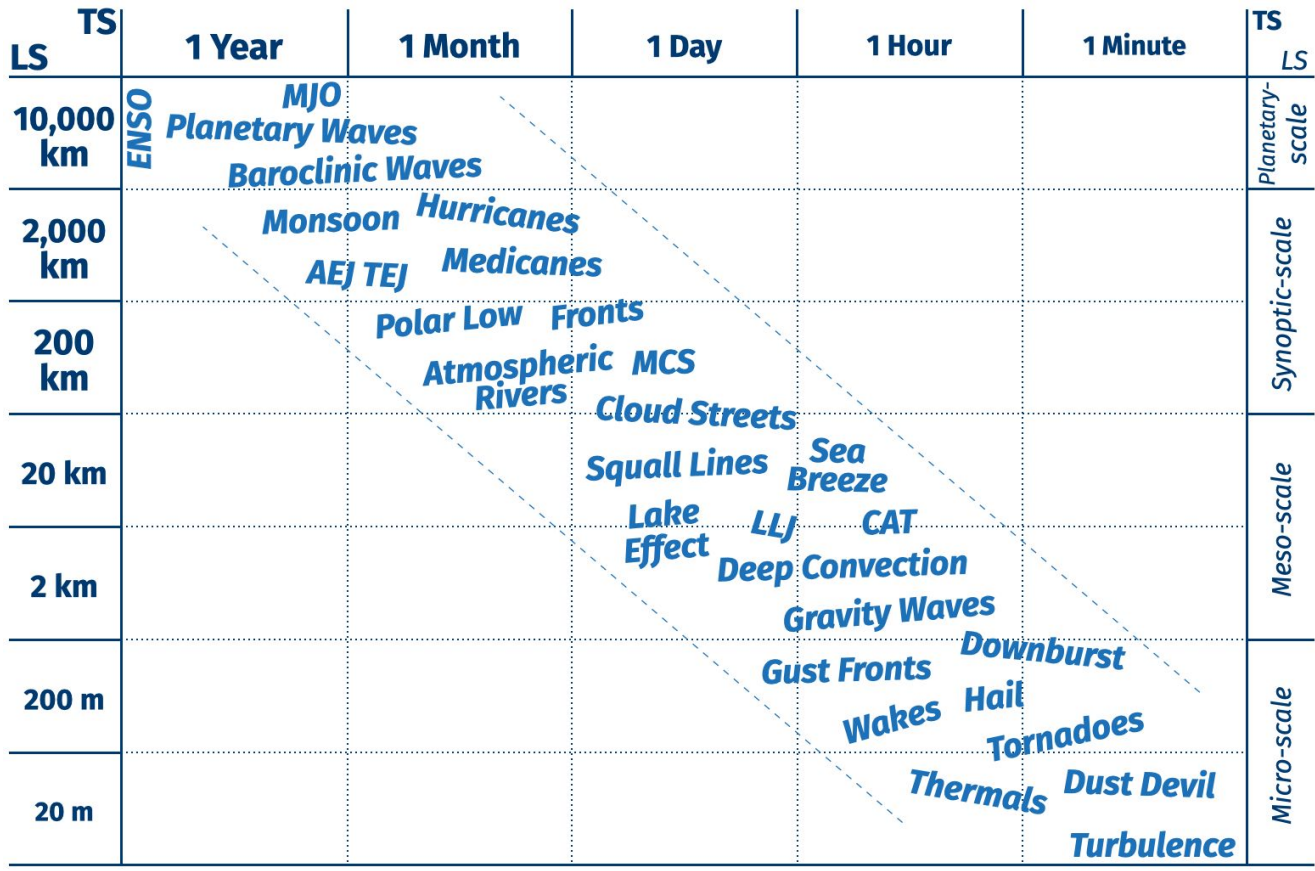 TS
LS
1 Year
1 Month
1 Day
1 Hour
1 Minute
TS
LS
10,000
km
ENSO
MJO
Planetary Waves
Baroclinic Waves
Planetary-
scale
2,000
km
Monsoon
Hurricanes
AEJ TEJ
Medicanes
Synoptic-scale
200
km
Polar Low
Fronts
Atmospheric
Rivers
MCS
Cloud Streets
20 km
Squall Lines
Sea
Breeze
Lake
Effect
LLJ
CAT
Meso-scale
2 km
Deep Convection
Gravity Waves
Downburst
200 m
Gust Fronts
Hail
Wakes
Tornadoes
Micro-scale
20 m
Thermals
Dust Devil
Turbulence